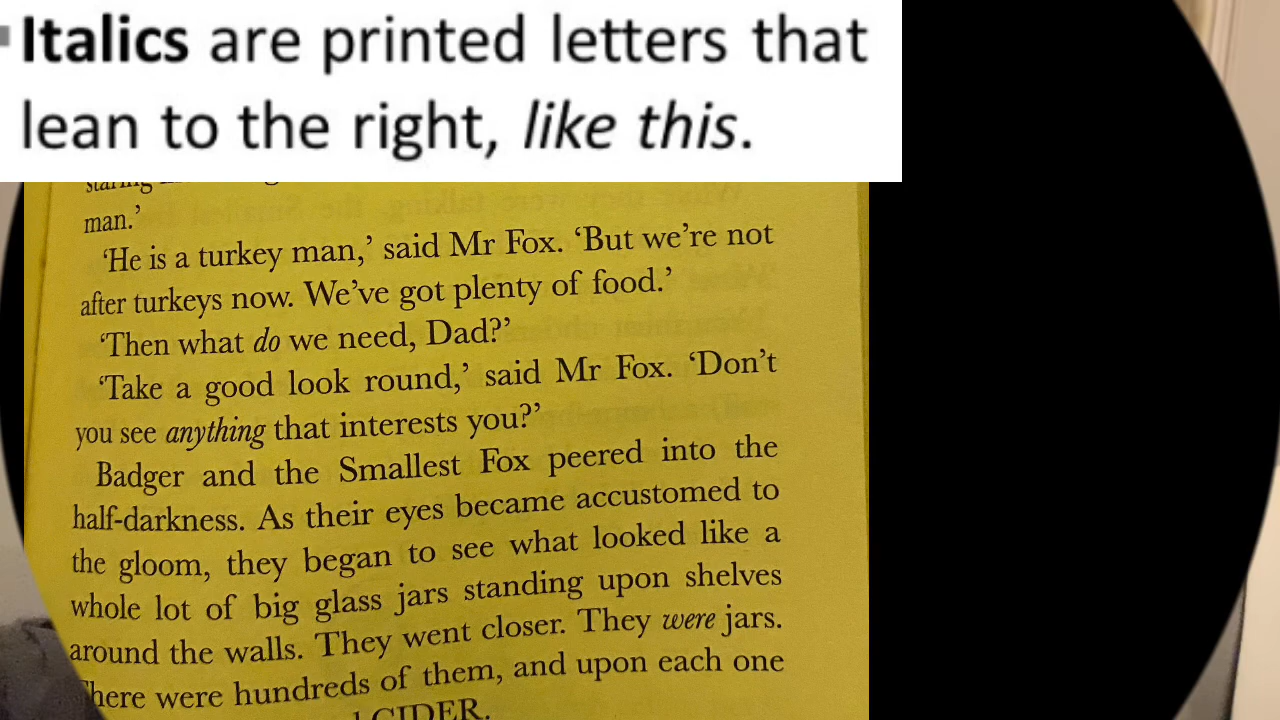 Italics are printed letters that
lean to the right, like this.
man.’
‘He is a turkey man,’ said Mr Fox. ‘But we’re not
after turkeys now. We’ve got plenty of food.’
‘Then what do we need, Dad?’
‘Take a good look round,’ said Mr Fox. ‘Don’t
you see anything that interests you?’
Badger and the Smallest Fox peered into the
half-darkness. As their eyes became accustomed to
the gloom, they began to see what looked like a
whole lot of big glass jars standing upon shelves
around the walls. They went closer. They were jars.
There were hundreds of them, and upon each one
CIDER.